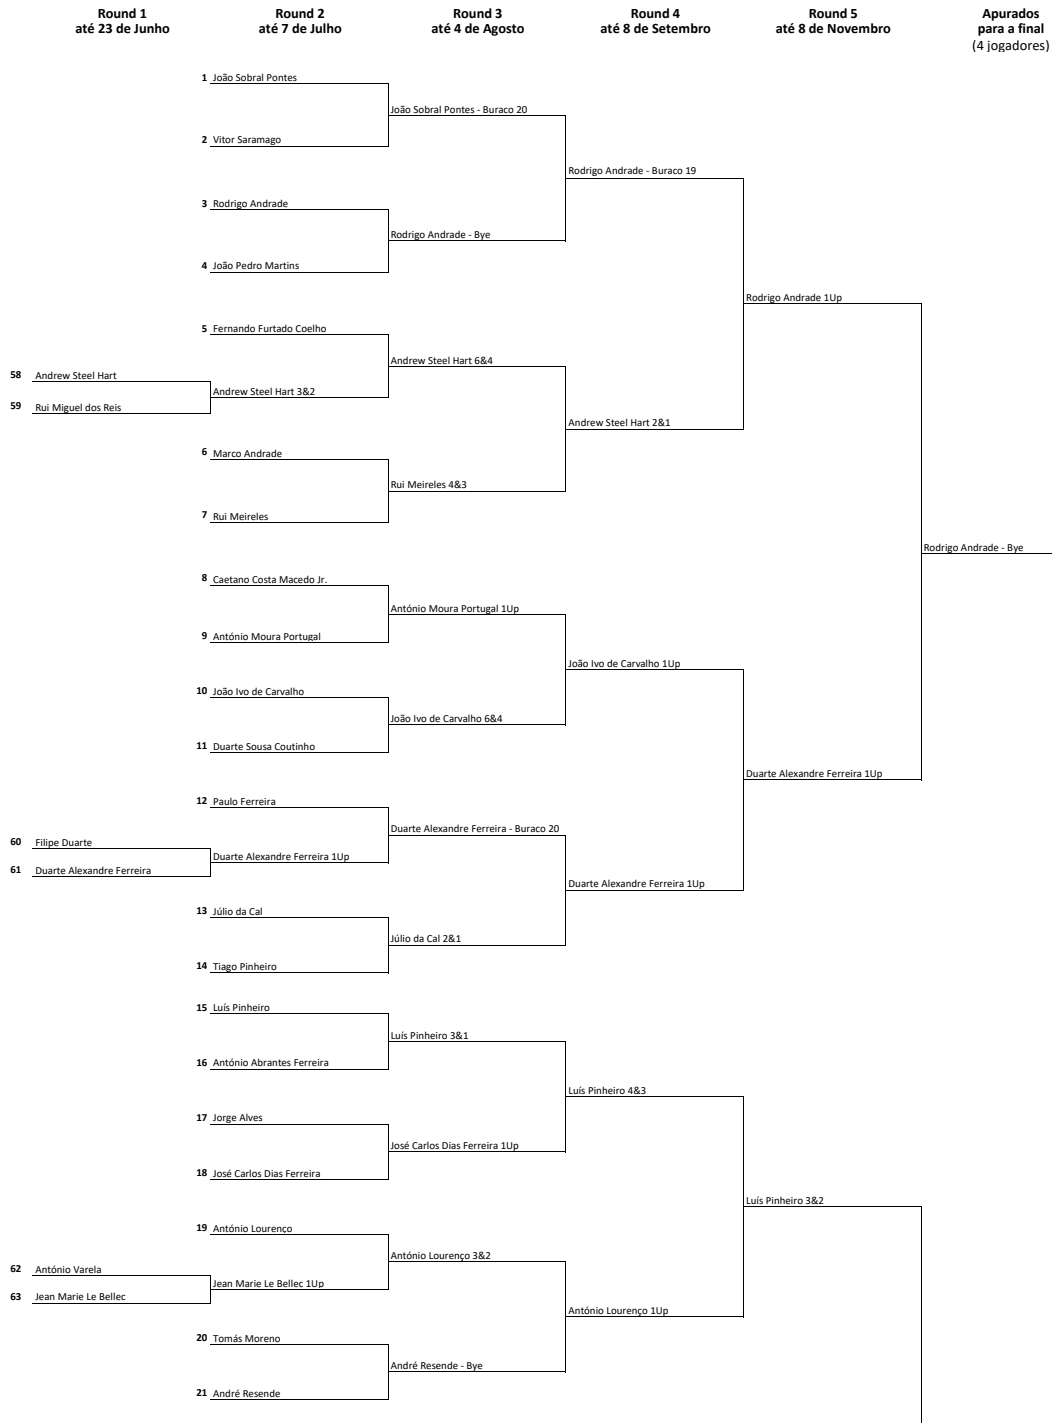 Round 1
até 23 de Junho
Round 2
até 7 de Julho
Round 3
até 4 de Agosto
Round 4
até 8 de Setembro
Round 5
até 8 de Novembro
Apurados
para a final
(4 jogadores)
1 João Sobral Pontes
João Sobral Pontes - Buraco 20
2 Vitor Saramago
Rodrigo Andrade - Buraco 19
3 Rodrigo Andrade
Rodrigo Andrade - Bye
4 João Pedro Martins
Rodrigo Andrade 1Up
5 Fernando Furtado Coelho
Andrew Steel Hart 6&4
58 Andrew Steel Hart
Andrew Steel Hart 3&2
59 Rui Miguel dos Reis
Andrew Steel Hart 2&1
6 Marco Andrade
Rui Meireles 4&3
7 Rui Meireles
Rodrigo Andrade - Bye
8 Caetano Costa Macedo Jr.
António Moura Portugal 1Up
9 António Moura Portugal
João Ivo de Carvalho 1Up
10 João Ivo de Carvalho
João Ivo de Carvalho 6&4
11 Duarte Sousa Coutinho
Duarte Alexandre Ferreira 1Up
12 Paulo Ferreira
Duarte Alexandre Ferreira - Buraco 20
60 Filipe Duarte
Duarte Alexandre Ferreira 1Up
61 Duarte Alexandre Ferreira
Duarte Alexandre Ferreira 1Up
13 Júlio da Cal
Júlio da Cal 2&1
14 Tiago Pinheiro
15 Luís Pinheiro
Luís Pinheiro 3&1
16 António Abrantes Ferreira
Luís Pinheiro 4&3
17 Jorge Alves
José Carlos Dias Ferreira 1Up
18 José Carlos Dias Ferreira
Luís Pinheiro 3&2
19 António Lourenço
António Lourenço 3&2
62 António Varela
Jean Marie Le Bellec 1Up
63 Jean Marie Le Bellec
António Lourenço 1Up
20 Tomás Moreno
André Resende - Bye
21 André Resende